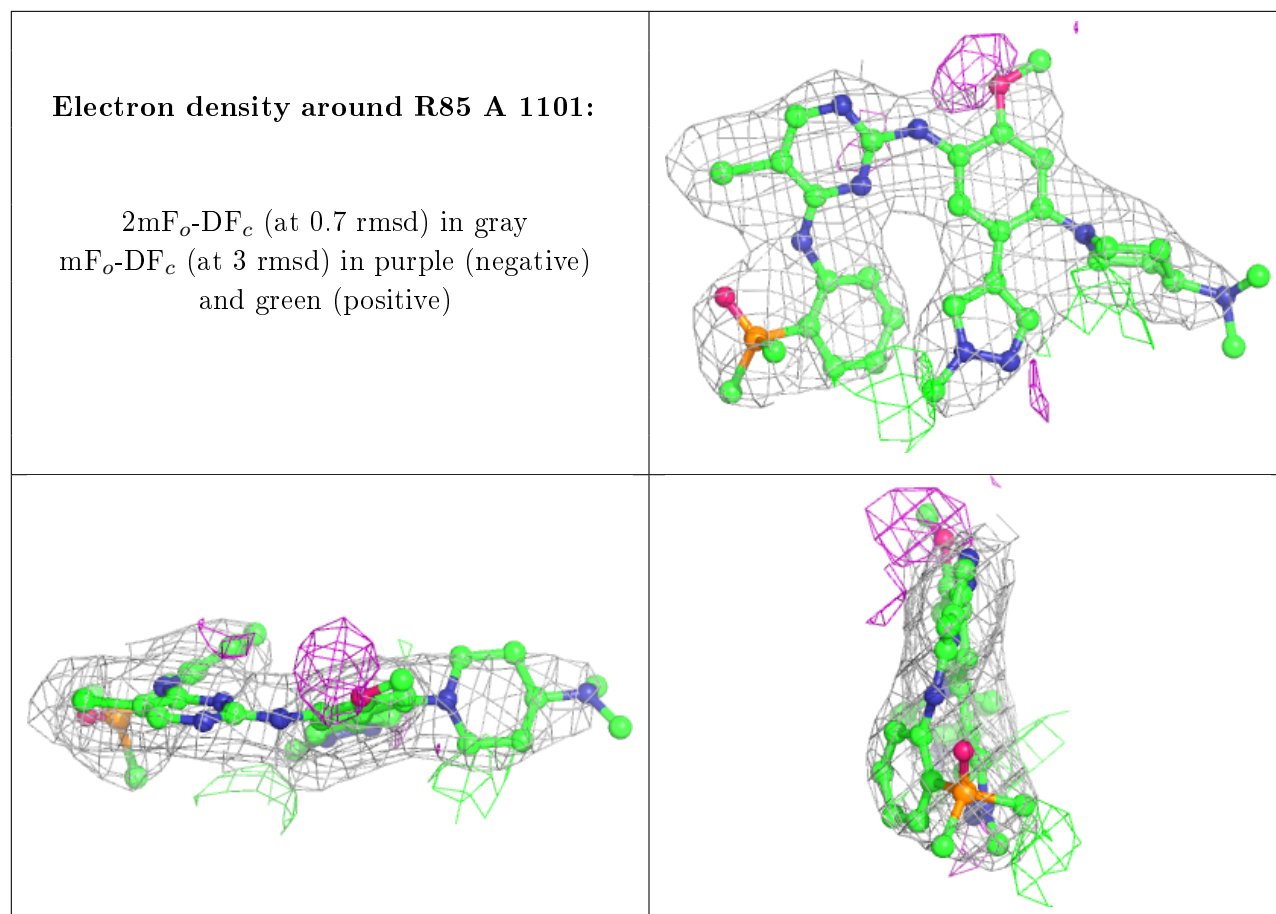 Electron density around R85 A 1101:
2mFₒ-DF𝒸 (at 0.7 rmsd) in gray
mFₒ-DF𝒸 (at 3 rmsd) in purple (negative)
and green (positive)